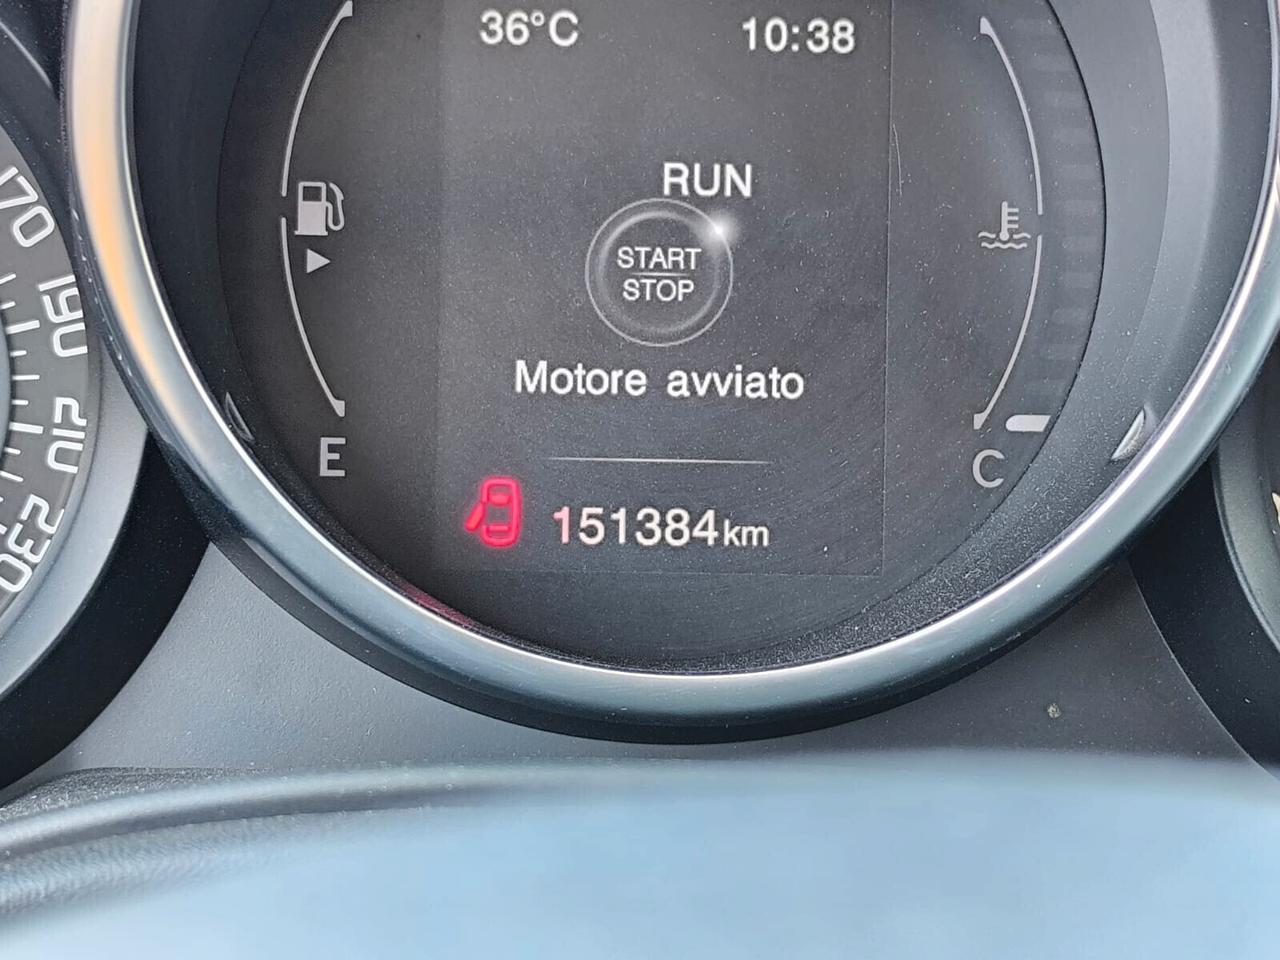 36°C 10:38
RUN
START
STOP
Motore avviato
E C
151384km
170
190
210
230